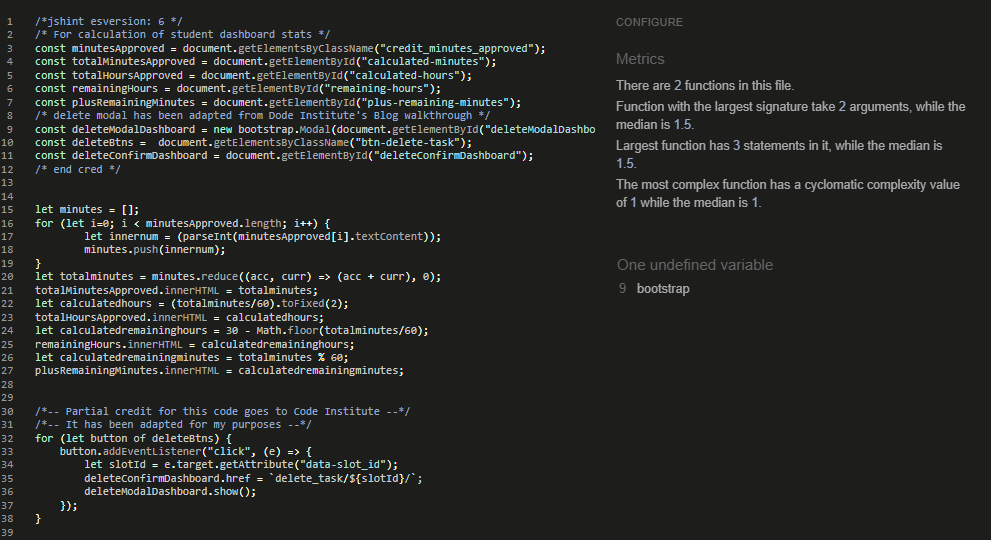 1 /*jshint esversion: 6 */
2 /* For calculation of student dashboard stats */
3 const minutesApproved = document.getElementsByClassName("credit_minutes_approved");
4 const totalMinutesApproved = document.getElementById("calculated-minutes");
5 const totalHoursApproved = document.getElementById("calculated-hours");
6 const remainingHours = document.getElementById("remaining-hours");
7 const plusRemainingMinutes = document.getElementById("plus-remaining-minutes");
8 /* delete modal has been adapted from Dode Institute's Blog walkthrough */
9 const deleteModalDashboard = new bootstrap.Modal(document.getElementById("deleteModalDashbo
10 const deleteBtns =  document.getElementsByClassName("btn-delete-task");
11 const deleteConfirmDashboard = document.getElementById("deleteConfirmDashboard");
12 /* end cred */
13
14
15 let minutes = [];
16 for (let i=0; i < minutesApproved.length; i++) {
17         let innernum = (parseInt(minutesApproved[i].textContent));
18         minutes.push(innernum);
19 }
20 let totalminutes = minutes.reduce((acc, curr) => (acc + curr), 0);
21 totalMinutesApproved.innerHTML = totalminutes;
22 let calculatedhours = (totalminutes/60).toFixed(2);
23 totalHoursApproved.innerHTML = calculatedhours;
24 let calculatedremaininghours = 30 - Math.floor(totalminutes/60);
25 remainingHours.innerHTML = calculatedremaininghours;
26 let calculatedremainingminutes = totalminutes % 60;
27 plusRemainingMinutes.innerHTML = calculatedremainingminutes;
28
29
30 /*-- Partial credit for this code goes to Code Institute --*/
31 /*-- It has been adapted for my purposes --*/
32 for (let button of deleteBtns) {
33     button.addEventListener("click", (e) => {
34         let slotId = e.target.getAttribute("data-slot_id");
35         deleteConfirmDashboard.href = `delete_task/${slotId}/`;
36         deleteModalDashboard.show();
37     });
38 }
39
CONFIGURE
Metrics
There are 2 functions in this file.
Function with the largest signature take 2 arguments, while the
median is 1.5.
Largest function has 3 statements in it, while the median is
1.5.
The most complex function has a cyclomatic complexity value
of 1 while the median is 1.
One undefined variable
9 bootstrap